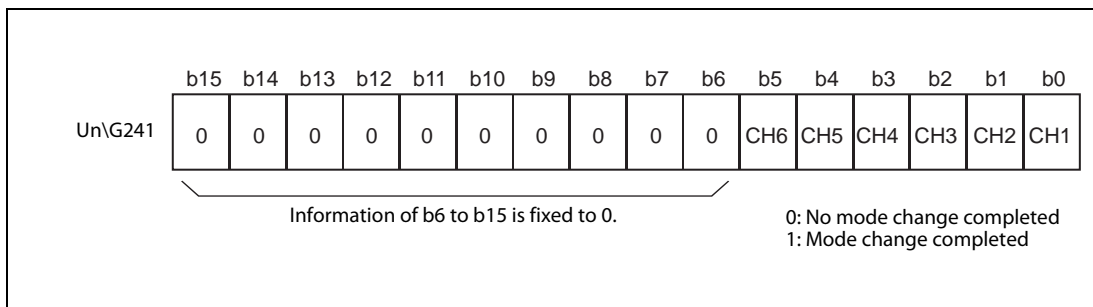 b15 b14 b13 b12 b11 b10 b9 b8 b7 b6 b5 b4 b3 b2 b1 b0
Un\G241 0 0 0 0 0 0 0 0 0 0 CH6 CH5 CH4 CH3 CH2 CH1
Information of b6 to b15 is fixed to 0.
0: No mode change completed
1: Mode change completed